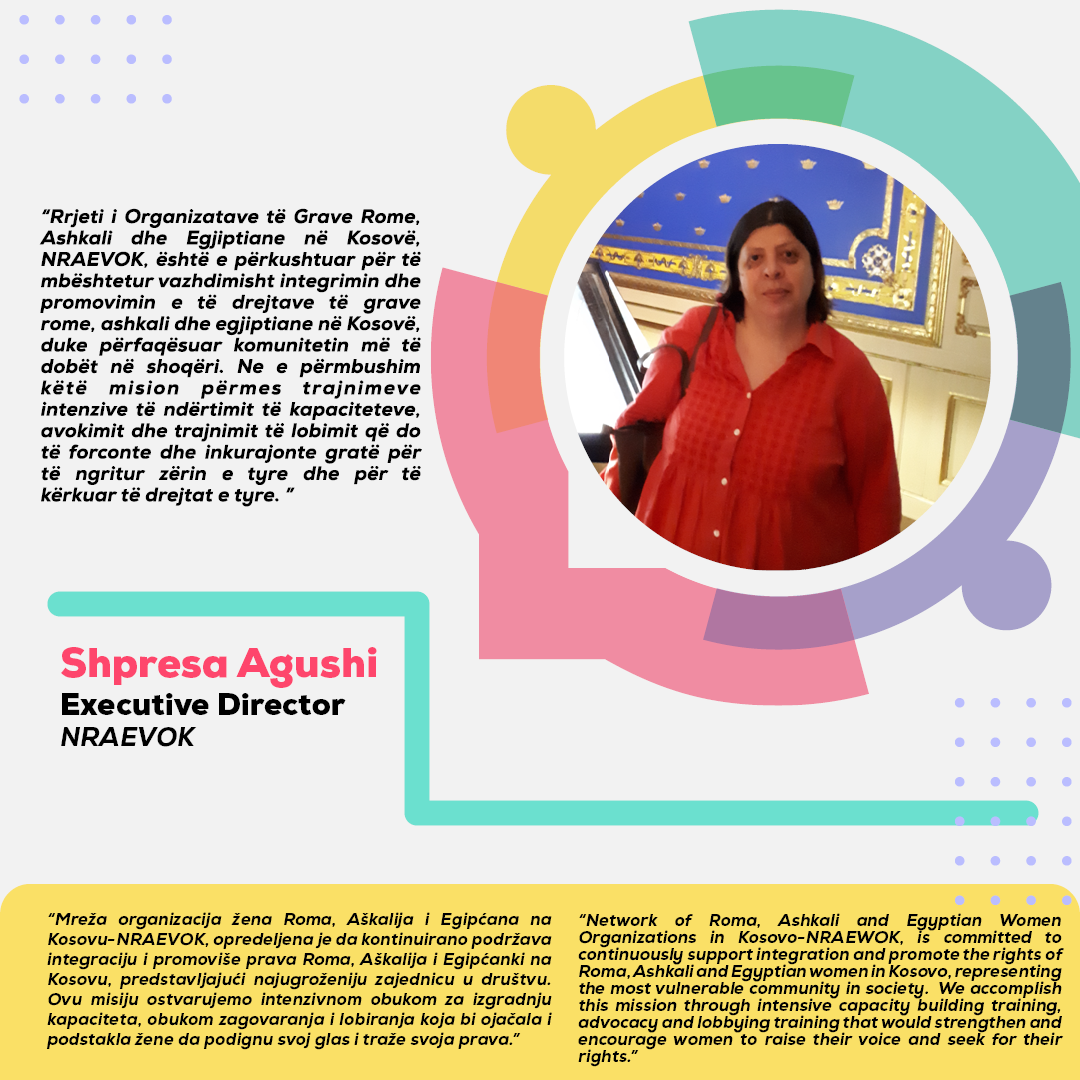 “Rrjeti i Organizatave të Grave Rome,
Ashkali dhe Egjiptiane në Kosovë,
NRAEVOK, është e përkushtuar për të
mbështetur vazhdimisht integrimin dhe
promovimin e të drejtave të grave
rome, ashkali dhe egjiptiane në Kosovë,
duke përfaqësuar komunitetin më të
dobët në shoqëri. Ne e përmbushim
këtë mision përmes trajnimeve
intenzive të ndërtimit të kapaciteteve,
avokimit dhe trajnimit të lobimit që do
të forconte dhe inkurajonte gratë për
të ngritur zërin e tyre dhe për të
kërkuar të drejtat e tyre. ”
Shpresa Agushi
Executive Director
NRAEVOK
“Mreža organizacija žena Roma, Aškalija i Egipćana na
Kosovu-NRAEVOK, opredeljena je da kontinuirano podržava
integraciju i promoviše prava Roma, Aškalija i Egipćanki na
Kosovu, predstavljajući najugroženiju zajednicu u društvu.
Ovu misiju ostvarujemo intenzivnom obukom za izgradnju
kapaciteta, obukom zagovaranja i lobiranja koja bi ojačala i
podstakla žene da podignu svoj glas i traže svoja prava.”
“Network of Roma, Ashkali and Egyptian Women
Organizations in Kosovo-NRAEWOK, is committed to
continuously support integration and promote the rights of
Roma, Ashkali and Egyptian women in Kosovo, representing
the most vulnerable community in society. We accomplish
this mission through intensive capacity building training,
advocacy and lobbying training that would strengthen and
encourage women to raise their voice and seek for their
rights.”